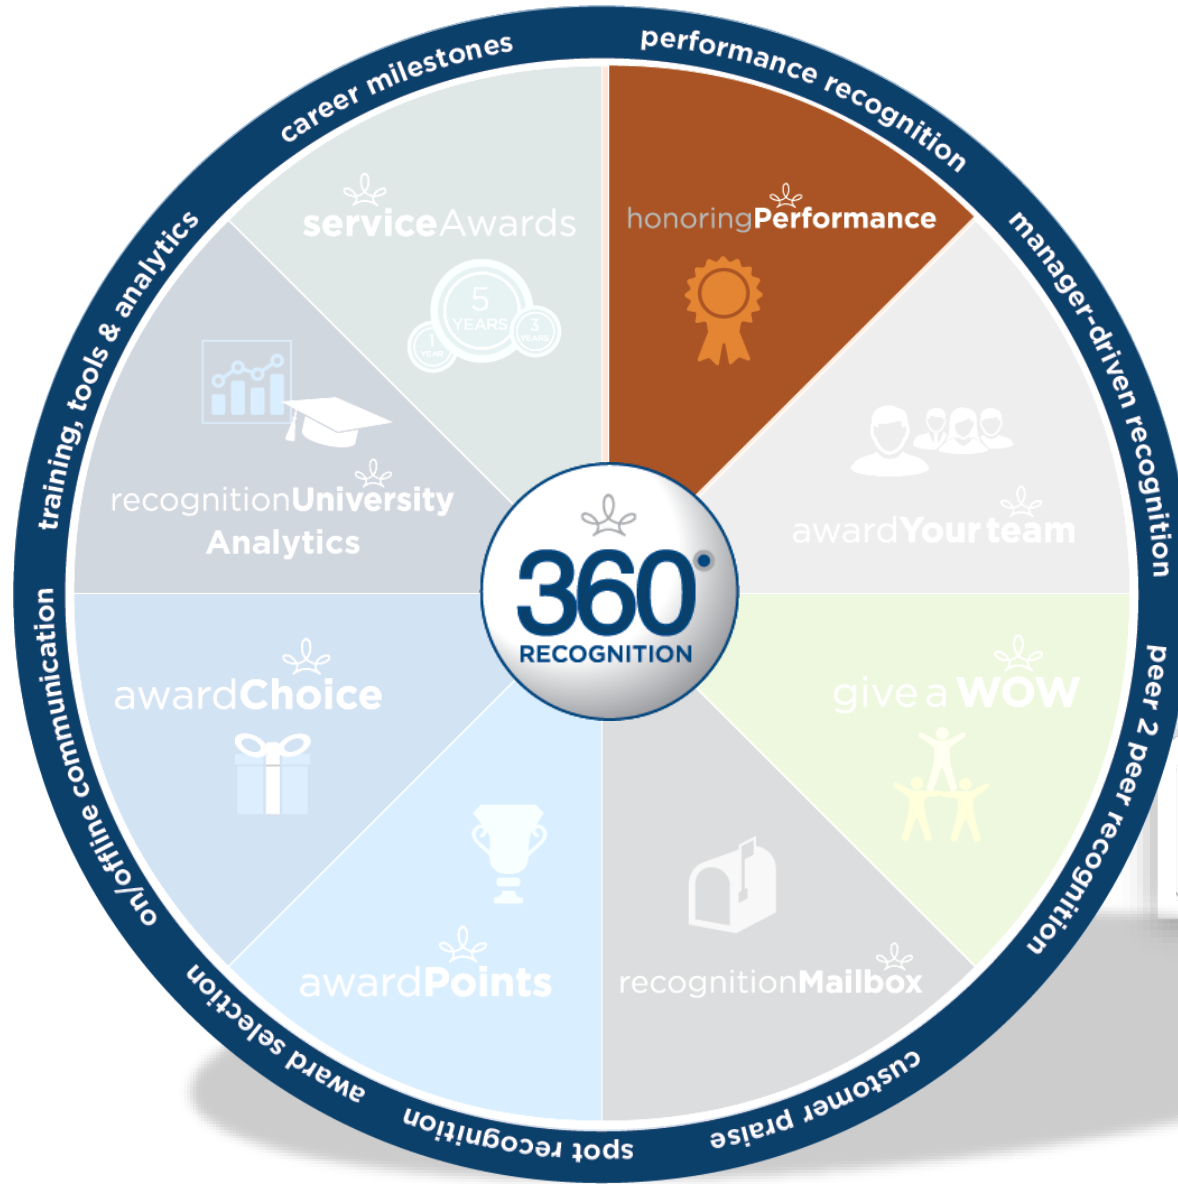 career milestones
performance recognition
manager-driven recognition
peer 2 peer recognition
customer praise
spot recognition
award selection
on/offline communication
training, tools & analytics
serviceAwards
5
YEARS
1
YEAR
3
YEARS
honoringPerformance
awardYourteam
give a WOW
recognitionMailbox
awardPoints
awardChoice
recognitionUniversity
Analytics
360°
RECOGNITION